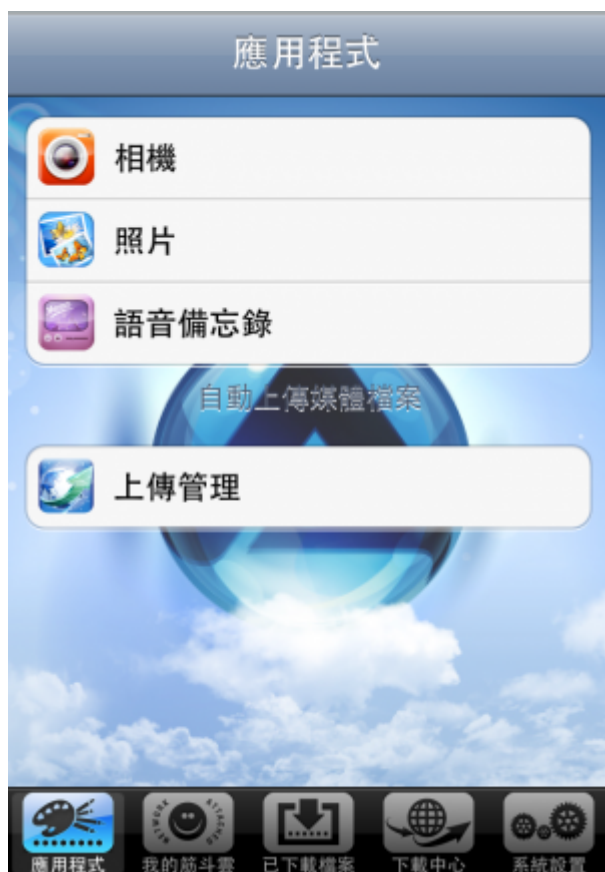 應用程式
相機
照片
語音備忘錄
自動上傳媒體檔案
上傳管理
NETWORK ATTACHED
應用程式
我的筋斗雲
已下載檔案
下載中心
系統設置